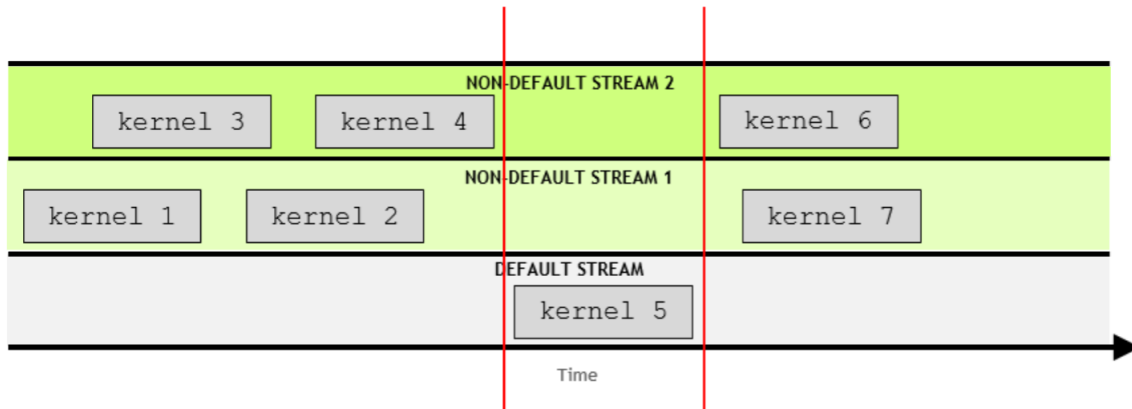 NON-DEFAULT STREAM 2
kernel 3 kernel 4 kernel 6
NON-DEFAULT STREAM 1
kernel 1 kernel 2 kernel 7
DEFAULT STREAM
kernel 5
Time